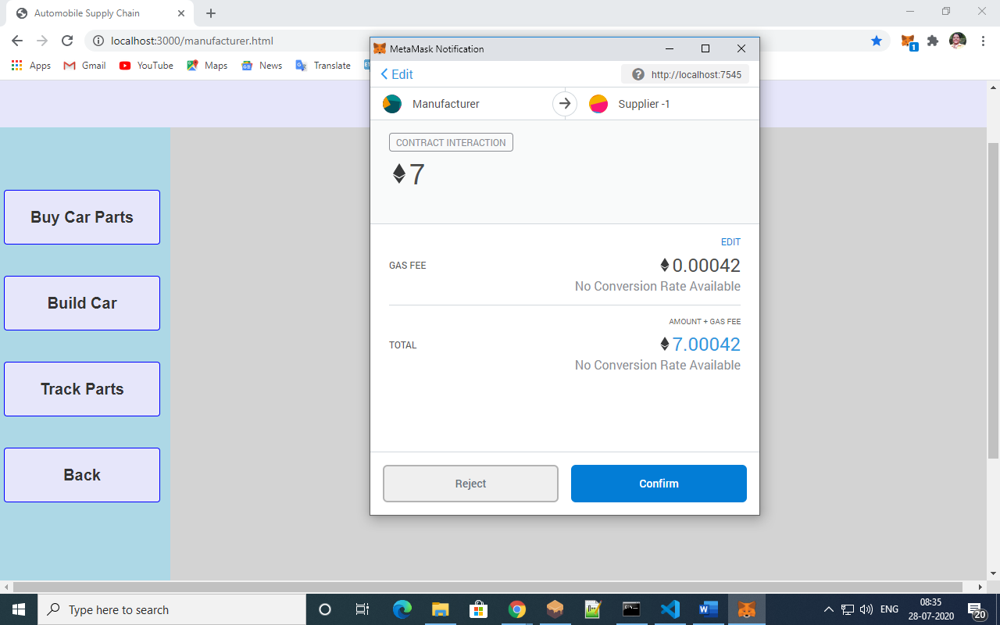 Automobile Supply Chain
localhost:3000/manufacturer.html
1
Apps Gmail YouTube Maps News Translate
MetaMask Notification
Edit http://localhost:7545
Manufacturer Supplier -1
CONTRACT INTERACTION
7
EDIT
GAS FEE 0.00042
No Conversion Rate Available
AMOUNT + GAS FEE
TOTAL 7.00042
No Conversion Rate Available
Reject Confirm
Buy Car Parts
Build Car
Track Parts
Back
Type here to search
ENG
08:35
28-07-2020
20